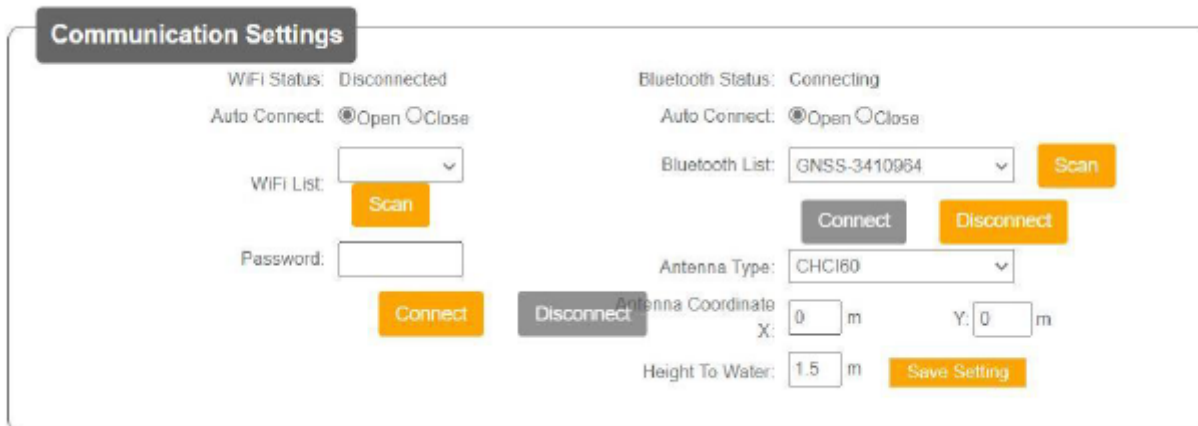 Communication Settings
WiFi Status: Disconnected
Auto Connect: Open Close
WiFi List:
Scan
Password:
Connect Disconnect
Bluetooth Status: Connecting
Auto Connect: Open Close
Bluetooth List: GNSS-3410964 Scan
Connect Disconnect
Antenna Type: CHCI60
Antenna Coordinate
X: 0 m Y: 0 m
Height To Water: 1.5 m Save Setting